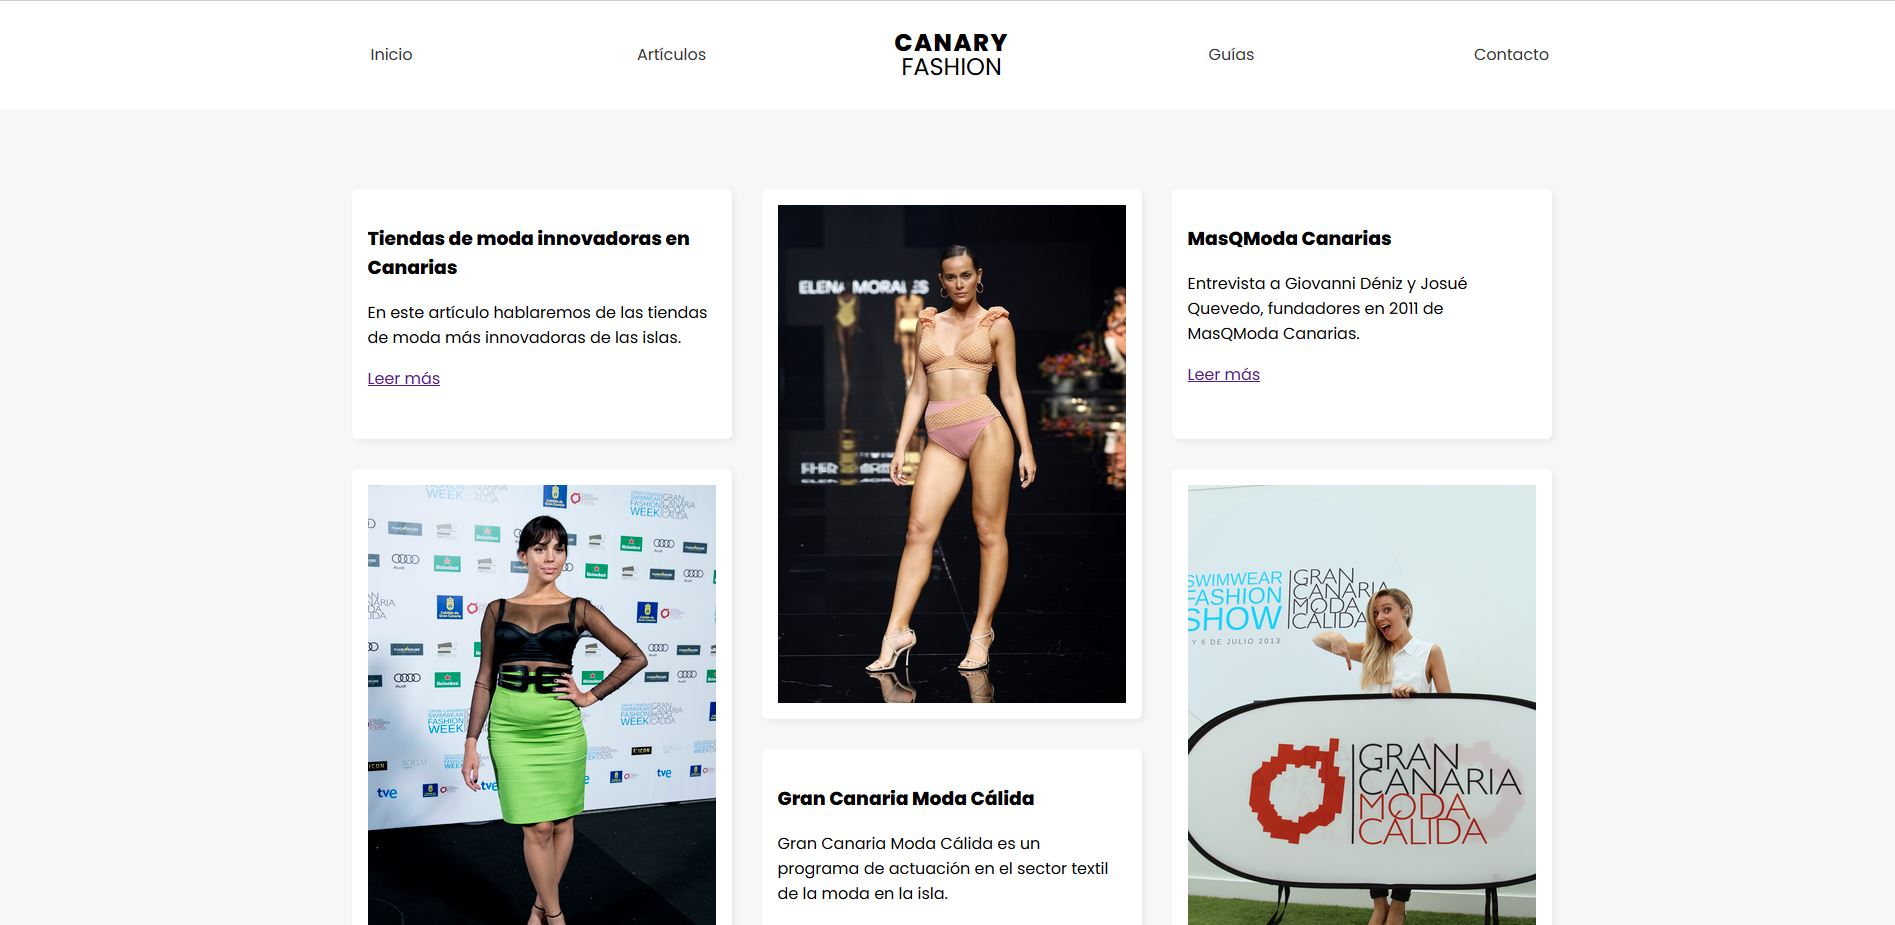 Inicio
Artículos
CANARY
FASHION
Guías
Contacto
Tiendas de moda innovadoras en
Canarias
En este artículo hablaremos de las tiendas
de moda más innovadoras de las islas.
Leer más
ELENA MORALES
MasQModa Canarias
Entrevista a Giovanni Déniz y Josué
Quevedo, fundadores en 2011 de
MasQModa Canarias.
Leer más
GRAN CANARIA
SWIMWEAR
FASHION
WEEK
GRAN
CANARIA
MODA
CÁLIDA
Heineken
Audi
tve
ICON
SWIMWEAR
FASHION
SHOW
Y 6 DE JULIO 2013
GRAN
CANARIA
MODA
CÁLIDA
GRAN
CANARIA
MODA
CÁLIDA
Gran Canaria Moda Cálida
Gran Canaria Moda Cálida es un
programa de actuación en el sector textil
de la moda en la isla.